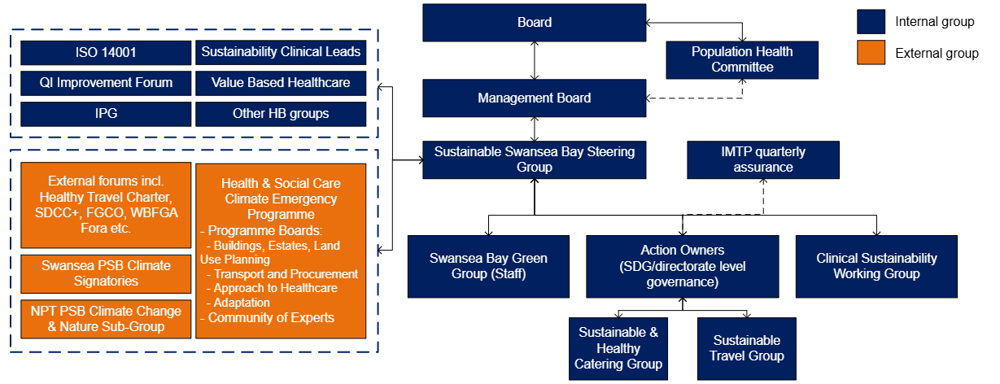 ISO 14001
Sustainability Clinical Leads
QI Improvement Forum
Value Based Healthcare
IPG
Other HB groups
External forums incl.
Healthy Travel Charter,
SDCC+, FGCO, WBFGA
Fora etc.
Swansea PSB Climate
Signatories
NPT PSB Climate Change
& Nature Sub-Group
Health & Social Care
Climate Emergency
Programme
- Programme Boards:
- Buildings, Estates, Land
Use Planning
- Transport and Procurement
- Approach to Healthcare
- Adaptation
- Community of Experts
Board
Population Health
Committee
Management Board
Sustainable Swansea Bay Steering
Group
IMTP quarterly
assurance
Swansea Bay Green
Group (Staff)
Action Owners
(SDG/directorate level
governance)
Clinical Sustainability
Working Group
Sustainable &
Healthy
Catering Group
Sustainable
Travel Group
Internal group
External group